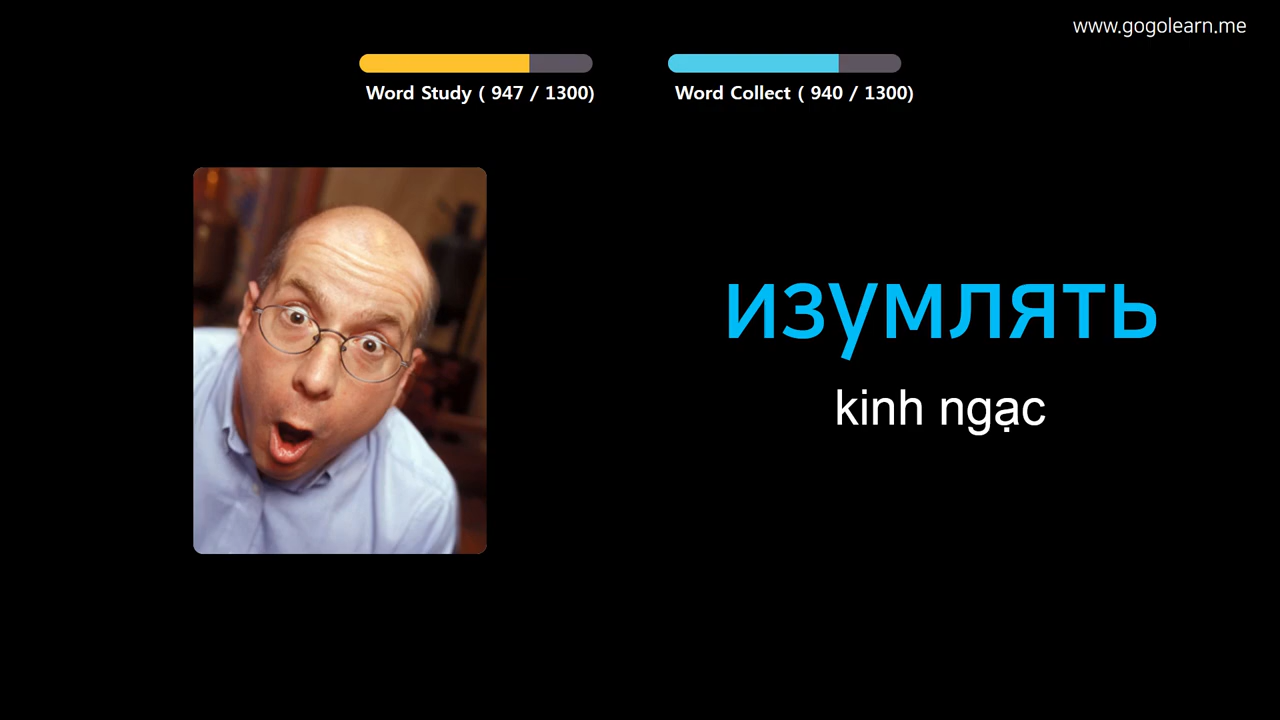 www.gogolearn.me
Word Study ( 947 / 1300)
Word Collect ( 940 / 1300)
изумлять
kinh ngạc